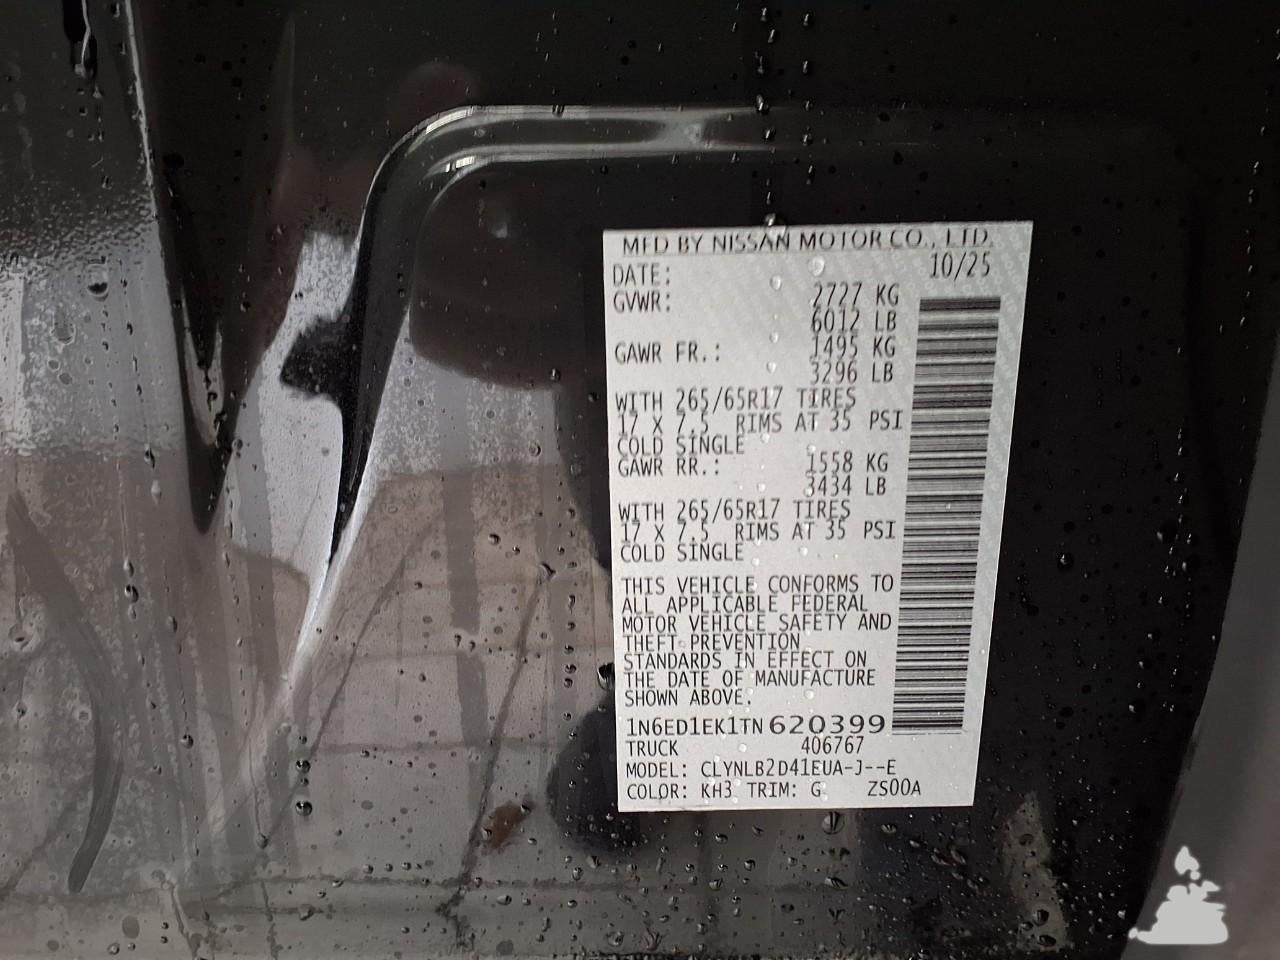 MFD BY NISSAN MOTOR CO., LTD.
DATE: 10/25
GVWR: 2727 KG
6012 LB
GAWR FR.: 1495 KG
3296 LB
WITH 265/65R17 TIRES
17 X 7.5 RIMS AT 35 PSI
COLD SINGLE
GAWR RR.: 1558 KG
3434 LB
WITH 265/65R17 TIRES
17 X 7.5 RIMS AT 35 PSI
COLD SINGLE
THIS VEHICLE CONFORMS TO
ALL APPLICABLE FEDERAL
MOTOR VEHICLE SAFETY AND
THEFT PREVENTION
STANDARDS IN EFFECT ON
THE DATE OF MANUFACTURE
SHOWN ABOVE.
1N6ED1EK1TN620399
TRUCK 406767
MODEL: CLYNLB2D41EUA-J--E
COLOR: KH3 TRIM: G ZS00A